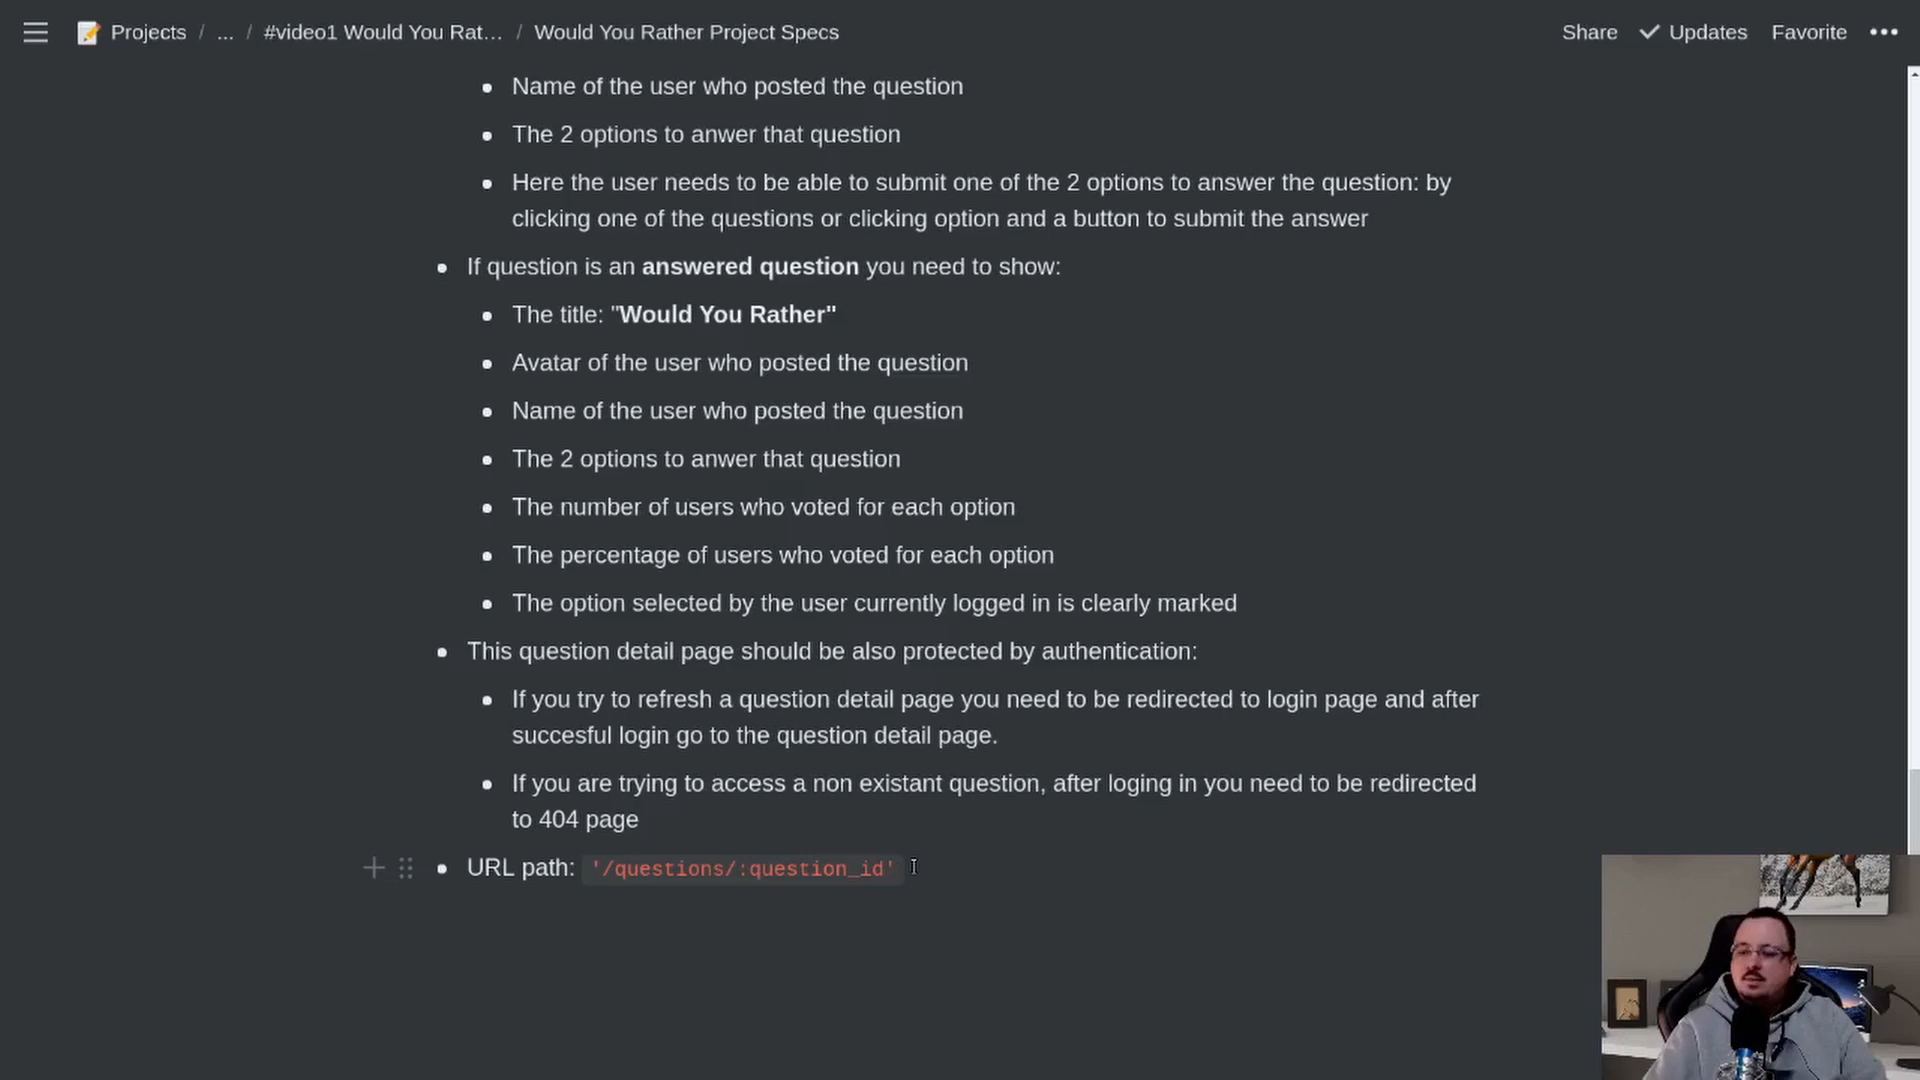 Projects / ... / #video1 Would You Rat... / Would You Rather Project Specs
Share Updates Favorite
Name of the user who posted the question
The 2 options to anwer that question
Here the user needs to be able to submit one of the 2 options to answer the question: by
clicking one of the questions or clicking option and a button to submit the answer
If question is an answered question you need to show:
The title: "Would You Rather"
Avatar of the user who posted the question
Name of the user who posted the question
The 2 options to anwer that question
The number of users who voted for each option
The percentage of users who voted for each option
The option selected by the user currently logged in is clearly marked
This question detail page should be also protected by authentication:
If you try to refresh a question detail page you need to be redirected to login page and after
succesful login go to the question detail page.
If you are trying to access a non existant question, after loging in you need to be redirected
to 404 page
URL path: '/questions/:question_id'